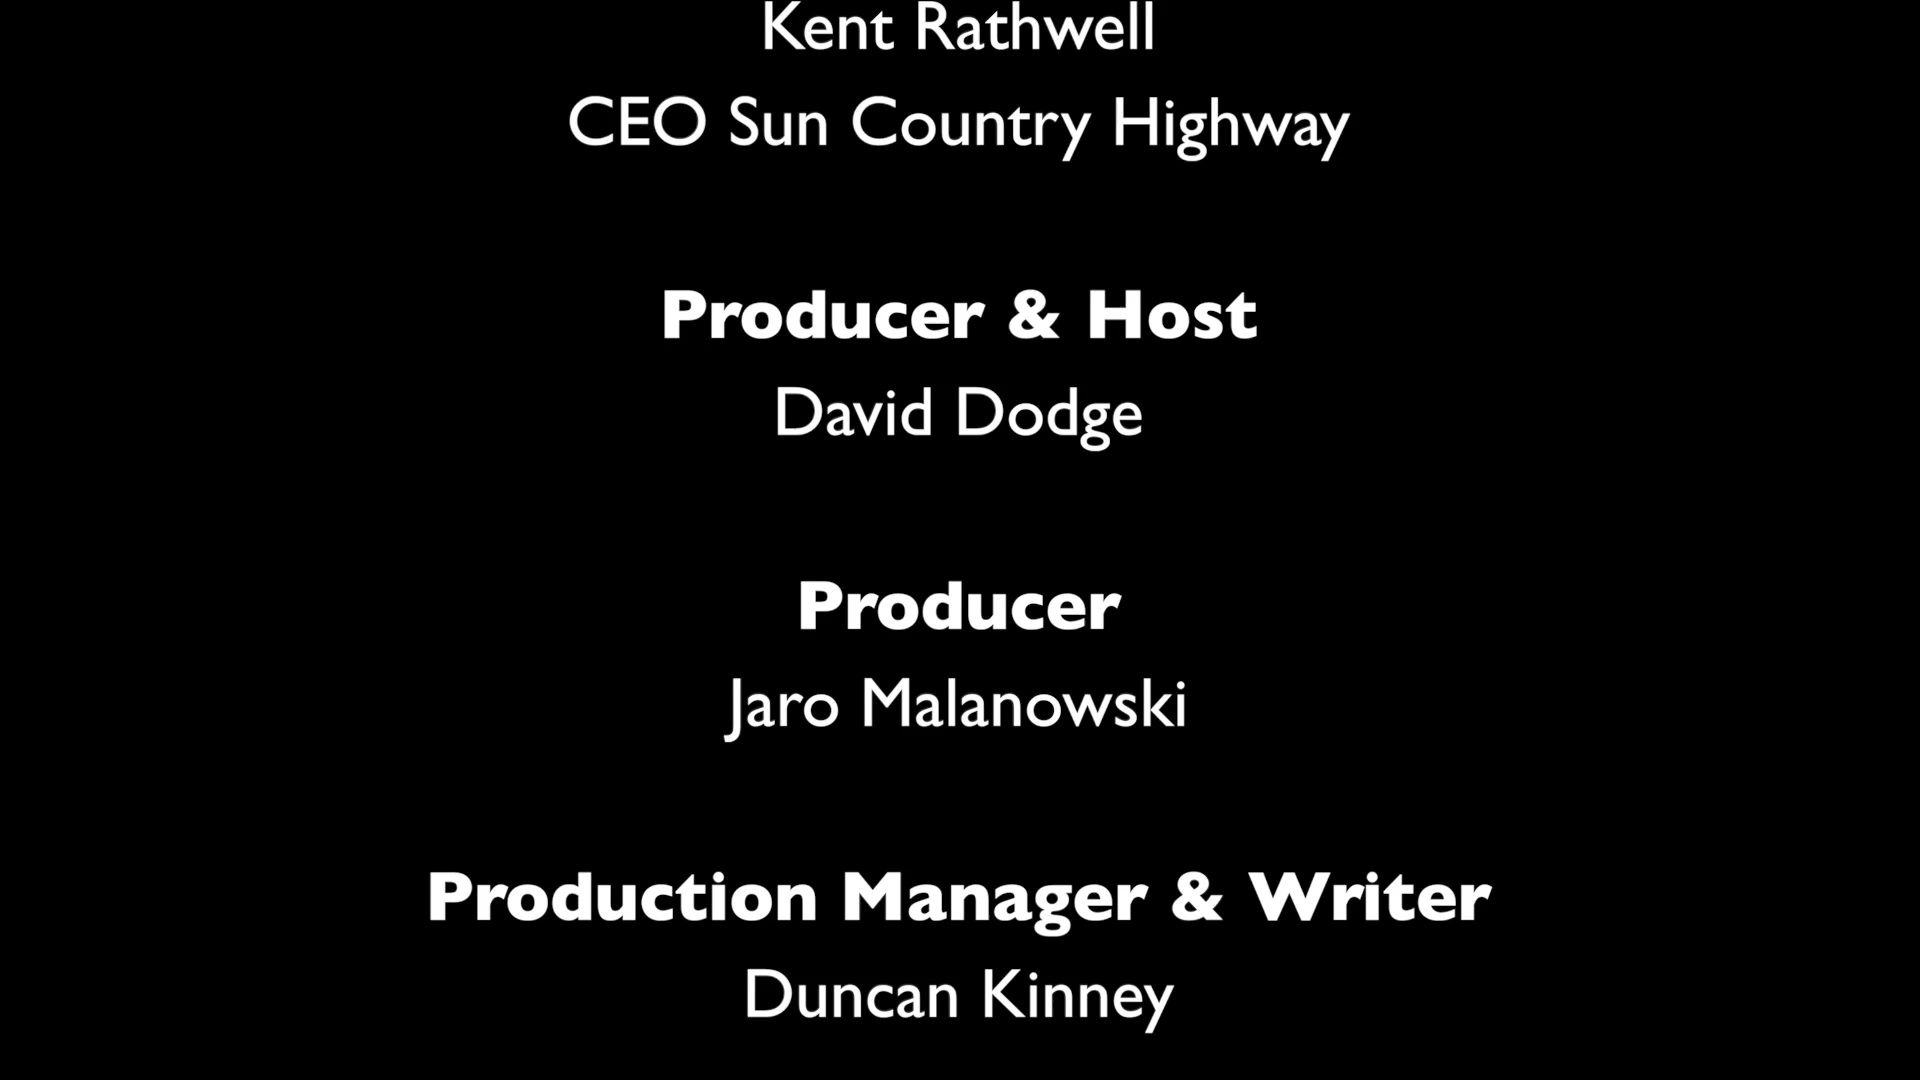 Kent Rathwell
CEO Sun Country Highway
Producer & Host
David Dodge
Producer
Jaro Malanowski
Production Manager & Writer
Duncan Kinney